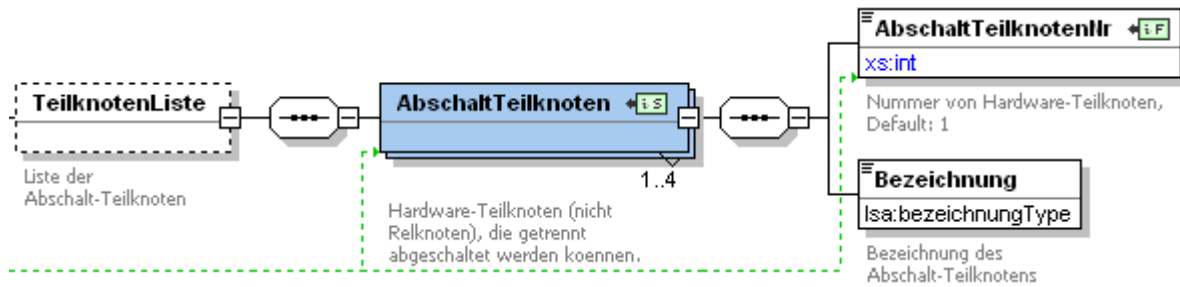 TeilknotenListe
Liste der
Abschalt-Teilknoten
AbschaltTeilknoten
i S
1..4
Hardware-Teilknoten (nicht
Relknoten), die getrennt
abgeschaltet werden koennen.
AbschaltTeilknotenNr
i F
xs:int
Nummer von Hardware-Teilknoten,
Default: 1
Bezeichnung
lsa:bezeichnungType
Bezeichnung des
Abschalt-Teilknotens